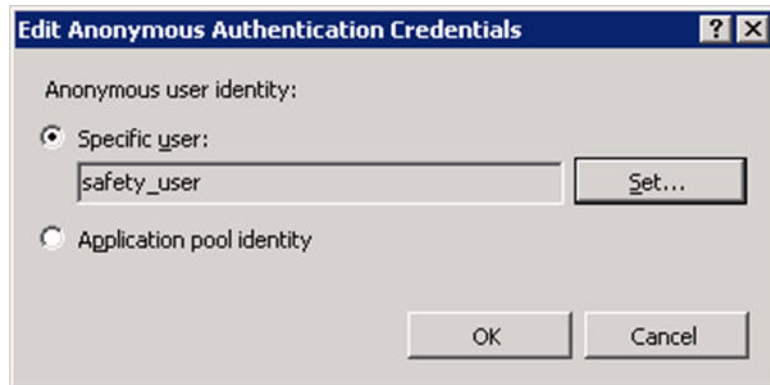 Edit Anonymous Authentication Credentials ? X
Anonymous user identity:
Specific user:
safety_user Set...
Application pool identity
OK Cancel